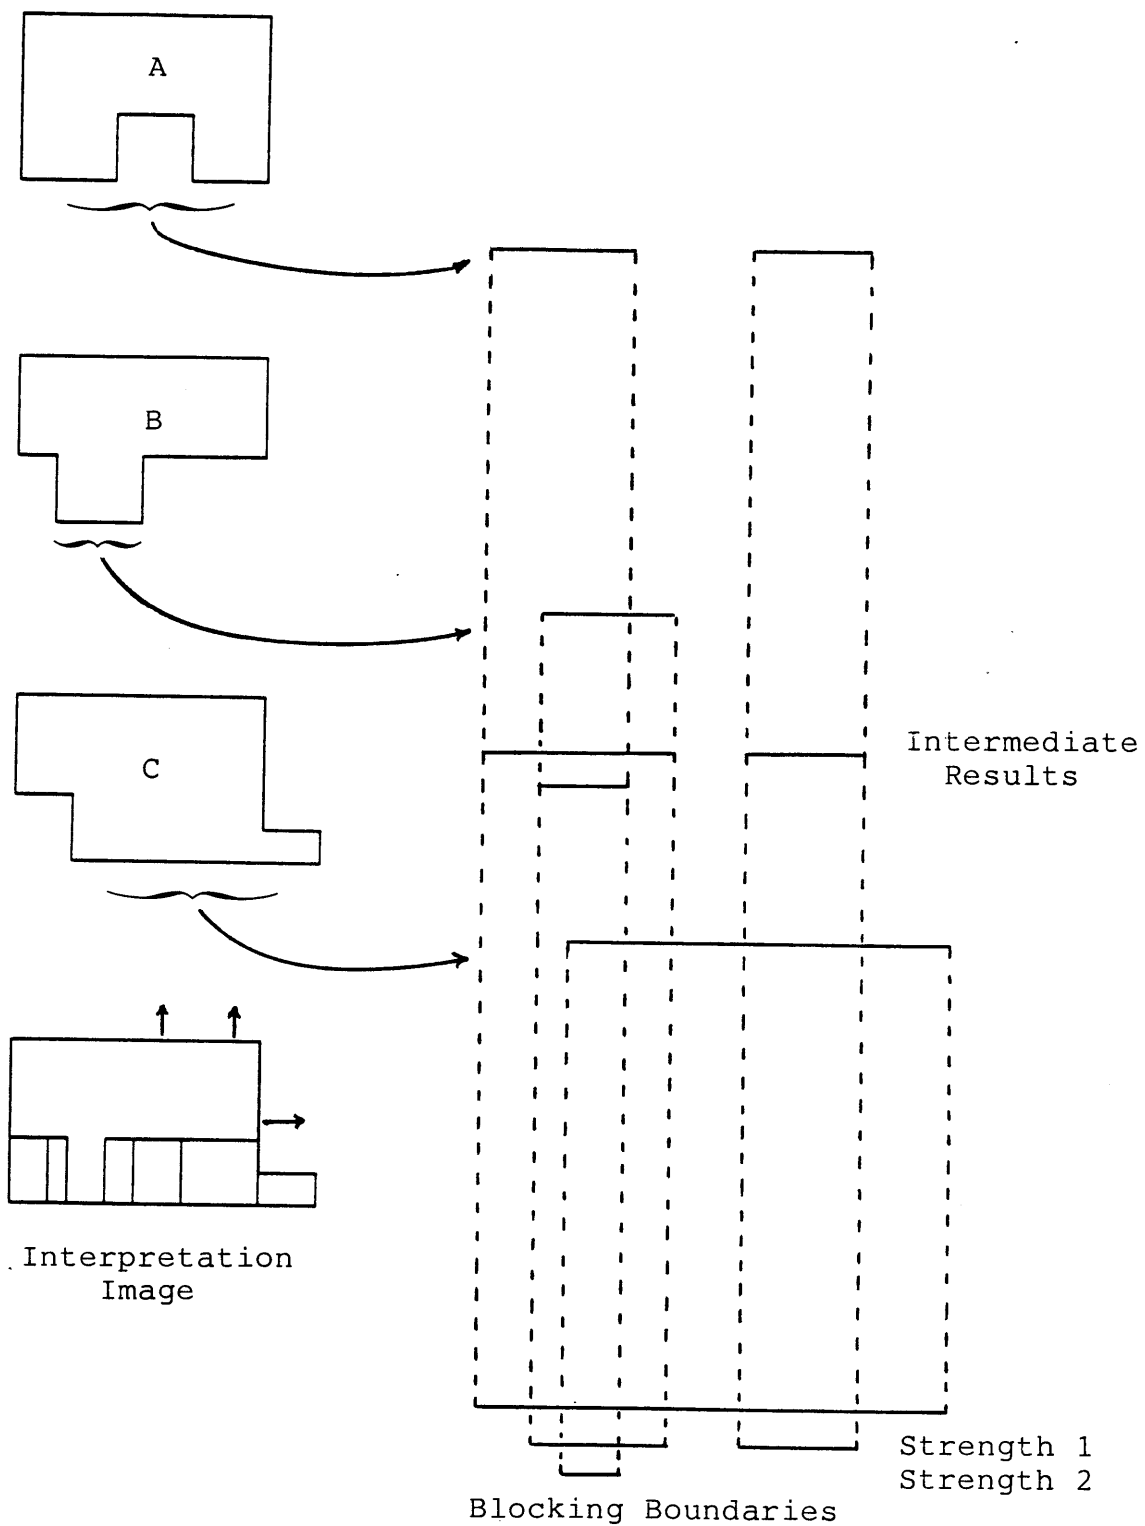 A
B
C
Intermediate
Results
Interpretation
Image
Strength 1
Strength 2
Blocking Boundaries